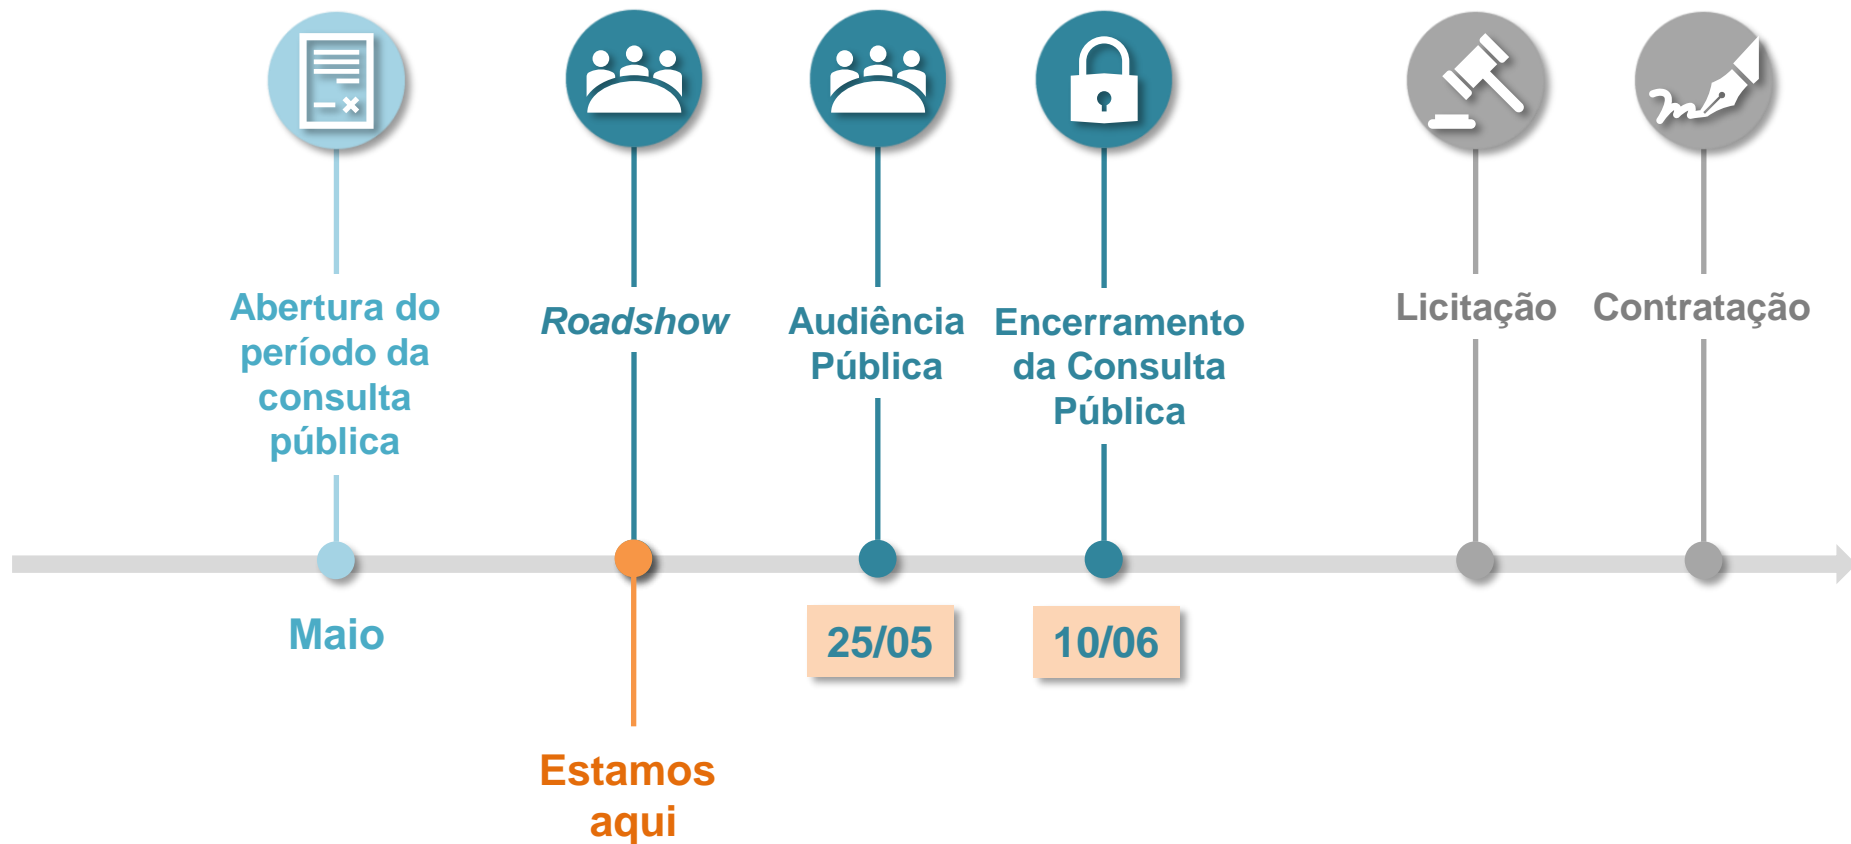 Abertura do
período da
consulta
pública
Roadshow
Audiência
Pública
Encerramento
da Consulta
Pública
Licitação
Contratação
Maio
25/05
10/06
Estamos
aqui